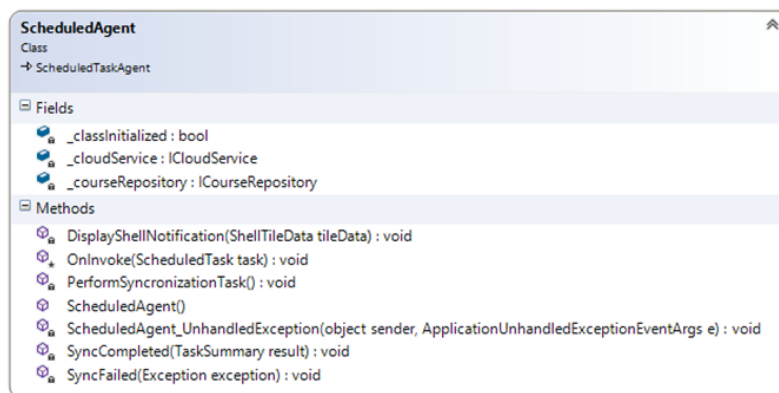 ScheduledAgent
Class
ScheduledTaskAgent
Fields
_classInitialized : bool
_cloudService : ICloudService
_courseRepository : ICourseRepository
Methods
DisplayShellNotification(ShellTileData tileData) : void
OnInvoke(ScheduledTask task) : void
PerformSyncronizationTask() : void
ScheduledAgent()
ScheduledAgent_UnhandledException(object sender, ApplicationUnhandledExceptionEventArgs e) : void
SyncCompleted(TaskSummary result) : void
SyncFailed(Exception exception) : void